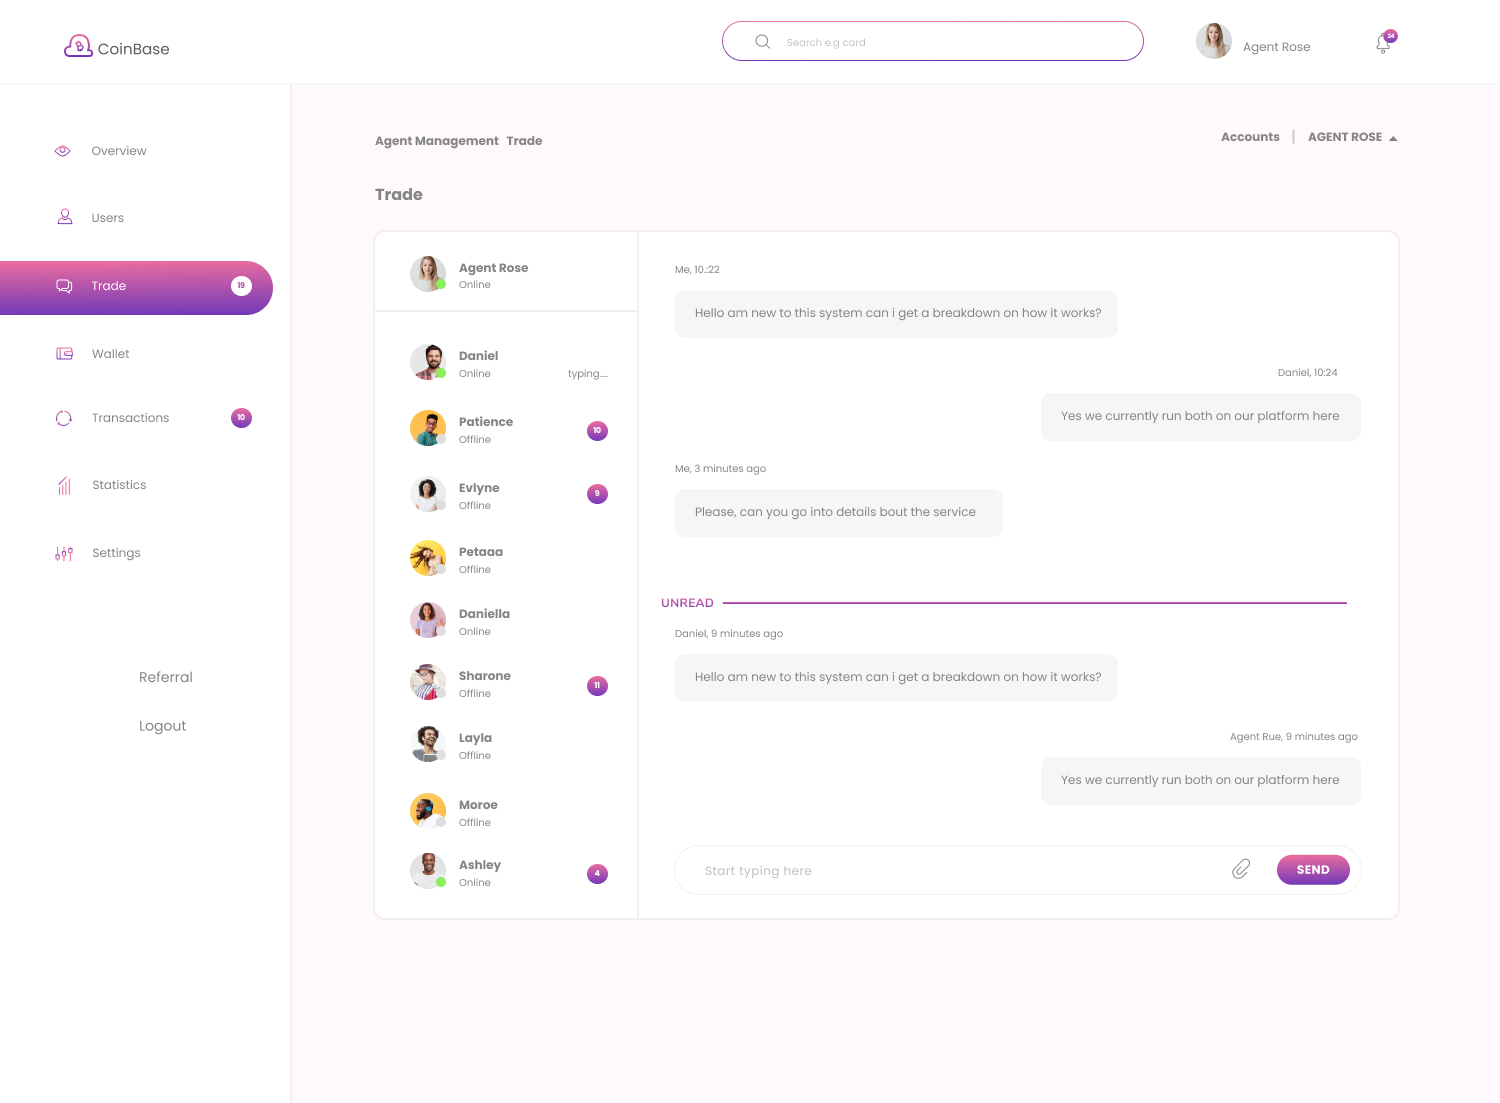 CoinBase
Search e.g card
Agent Rose
24
Overview
Users
Trade 19
Wallet
Transactions 10
Statistics
Settings
Referral
Logout
Agent Management Trade
Accounts | AGENT ROSE
Trade
Agent Rose
Online
Daniel
Online typing....
Patience
Offline 10
Evlyne
Offline 9
Petaaa
Offline
Daniella
Online
Sharone
Offline 11
Layla
Offline
Moroe
Offline
Ashley
Online 4
Me, 10.:22
Hello am new to this system can i get a breakdown on how it works?
Daniel, 10:24
Yes we currently run both on our platform here
Me, 3 minutes ago
Please, can you go into details bout the service
UNREAD
Daniel, 9 minutes ago
Hello am new to this system can i get a breakdown on how it works?
Agent Rue, 9 minutes ago
Yes we currently run both on our platform here
Start typing here
SEND